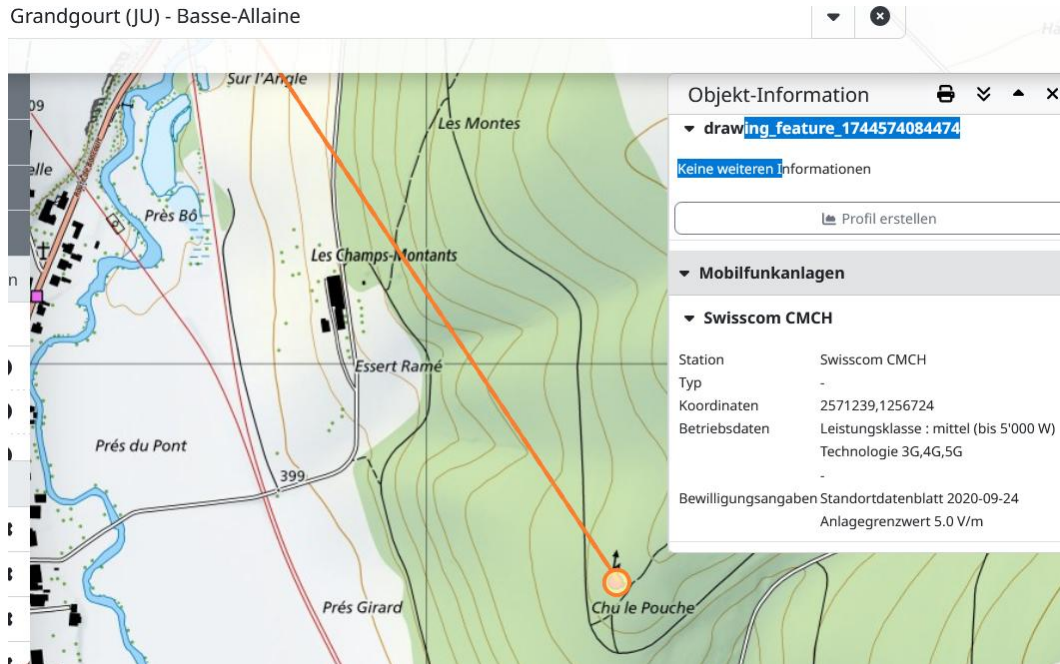 Grandgourt (JU) - Basse-Allaine
Sur l'Angle
Objekt-Information
09
Les Montes
drawing_feature_1744574084474
elle
Keine weiteren Informationen
Près Bô
Profil erstellen
Les Champs-Montants
n
Mobilfunkanlagen
Swisscom CMCH
Station Swisscom CMCH
Essert Ramé
Typ -
Koordinaten 2571239,1256724
Betriebsdaten Leistungsklasse : mittel (bis 5'000 W)
Prés du Pont
Technologie 3G,4G,5G
-
399
Bewilligungsangaben Standortdatenblatt 2020-09-24
Anlagegrenzwert 5.0 V/m
Prés Girard
Chu le Pouche